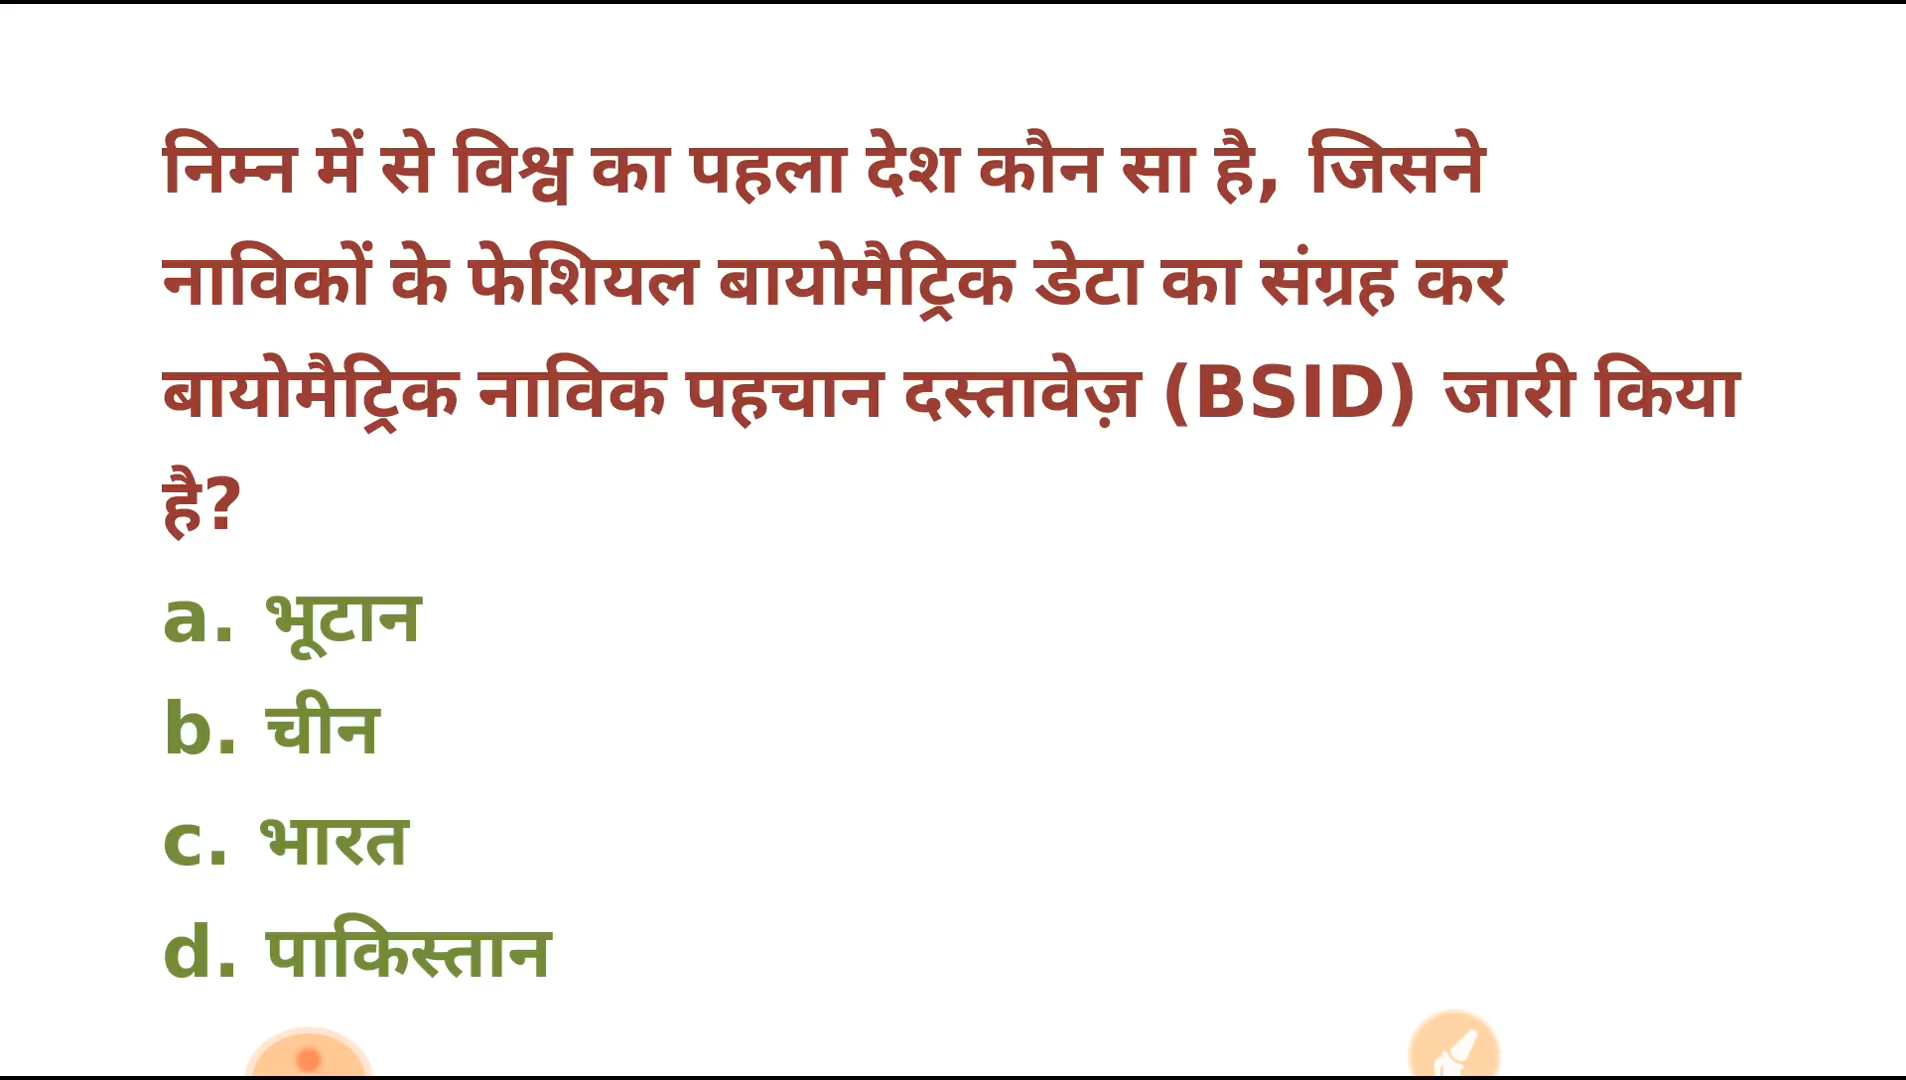 निम्न में से विश्व का पहला देश कौन सा है, जिसने
नाविकों के फेशियल बायोमैट्रिक डेटा का संग्रह कर
बायोमैट्रिक नाविक पहचान दस्तावेज़ (BSID) जारी किया
है?
a. भूटान
b. चीन
c. भारत
d. पाकिस्तान